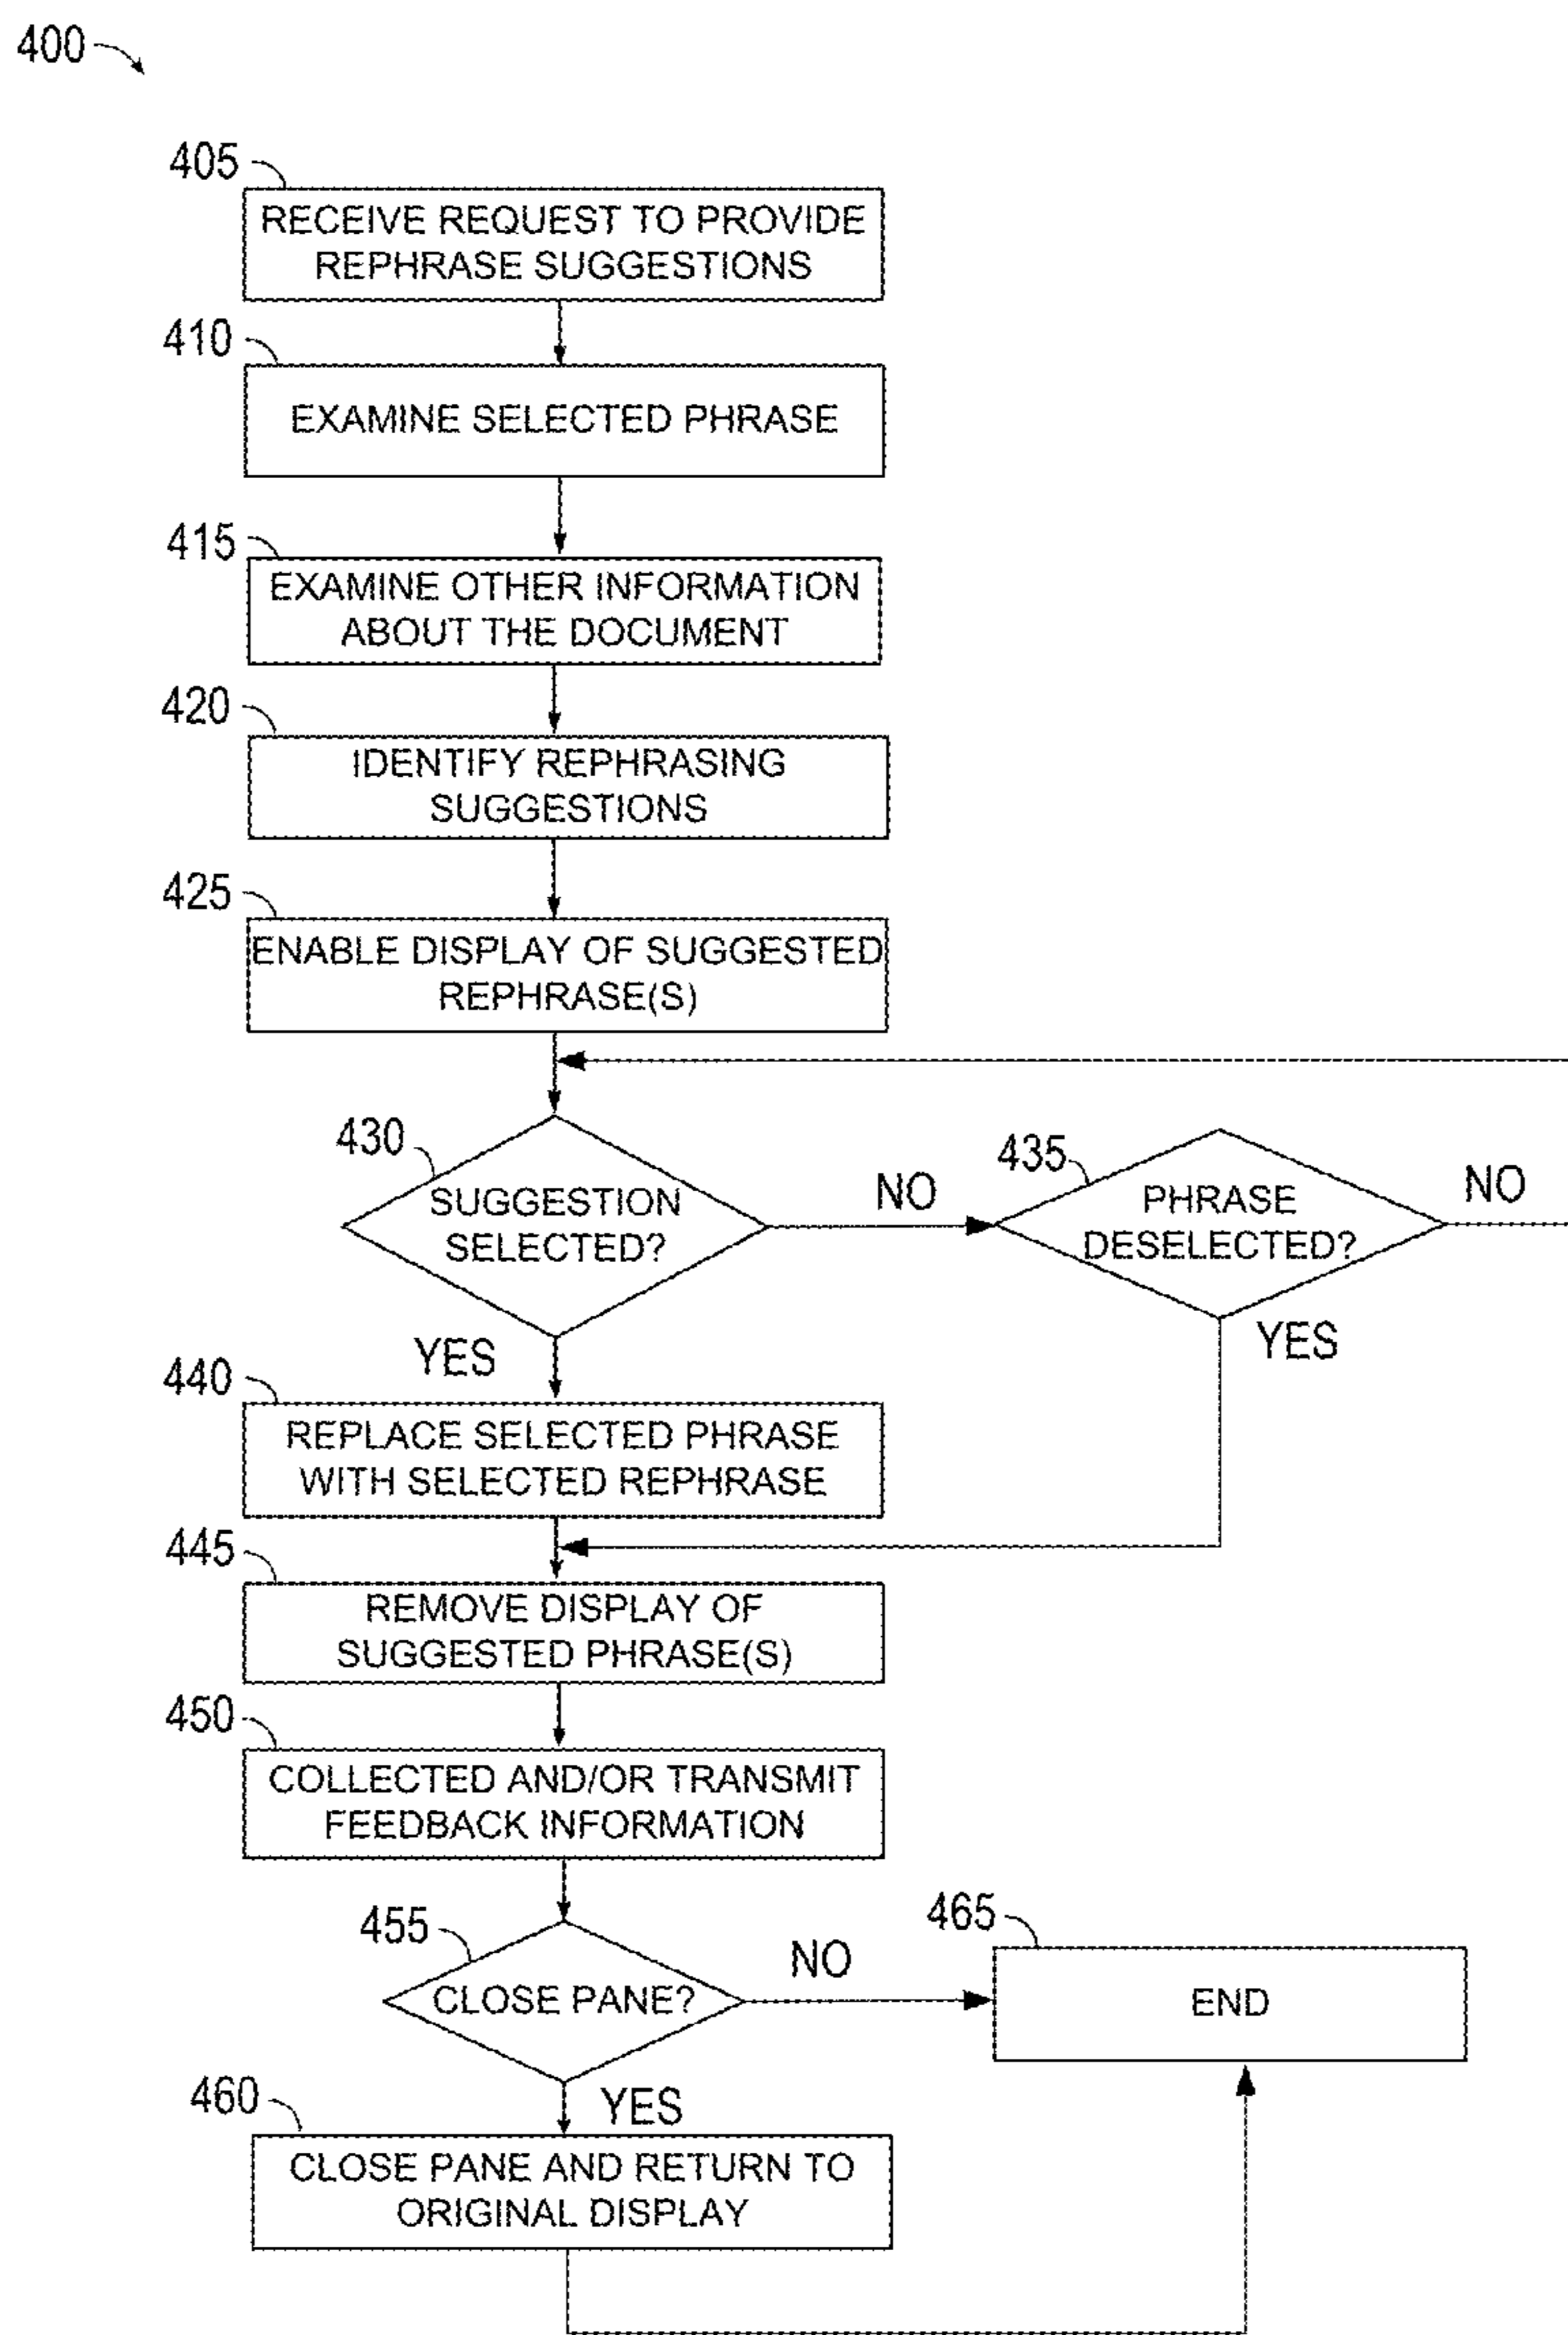 400
405
RECEIVE REQUEST TO PROVIDE
REPHRASE SUGGESTIONS
410
EXAMINE SELECTED PHRASE
415
EXAMINE OTHER INFORMATION
ABOUT THE DOCUMENT
420
IDENTIFY REPHRASING
SUGGESTIONS
425
ENABLE DISPLAY OF SUGGESTED
REPHRASE(S)
430
SUGGESTION
SELECTED?
NO
435
PHRASE
DESELECTED?
NO
YES
YES
440
REPLACE SELECTED PHRASE
WITH SELECTED REPHRASE
445
REMOVE DISPLAY OF
SUGGESTED PHRASE(S)
450
COLLECTED AND/OR TRANSMIT
FEEDBACK INFORMATION
455
CLOSE PANE?
NO
465
END
YES
460
CLOSE PANE AND RETURN TO
ORIGINAL DISPLAY